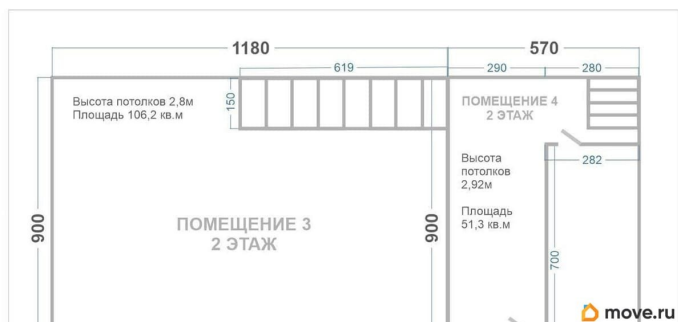 1180
570
619
290
280
Высота потолков 2,8м
Площадь 106,2 кв.м
150
ПОМЕЩЕНИЕ 4
2 ЭТАЖ
Высота
потолков
2,92м
282
Площадь
51,3 кв.м
900
ПОМЕЩЕНИЕ 3
2 ЭТАЖ
900
700
move.ru